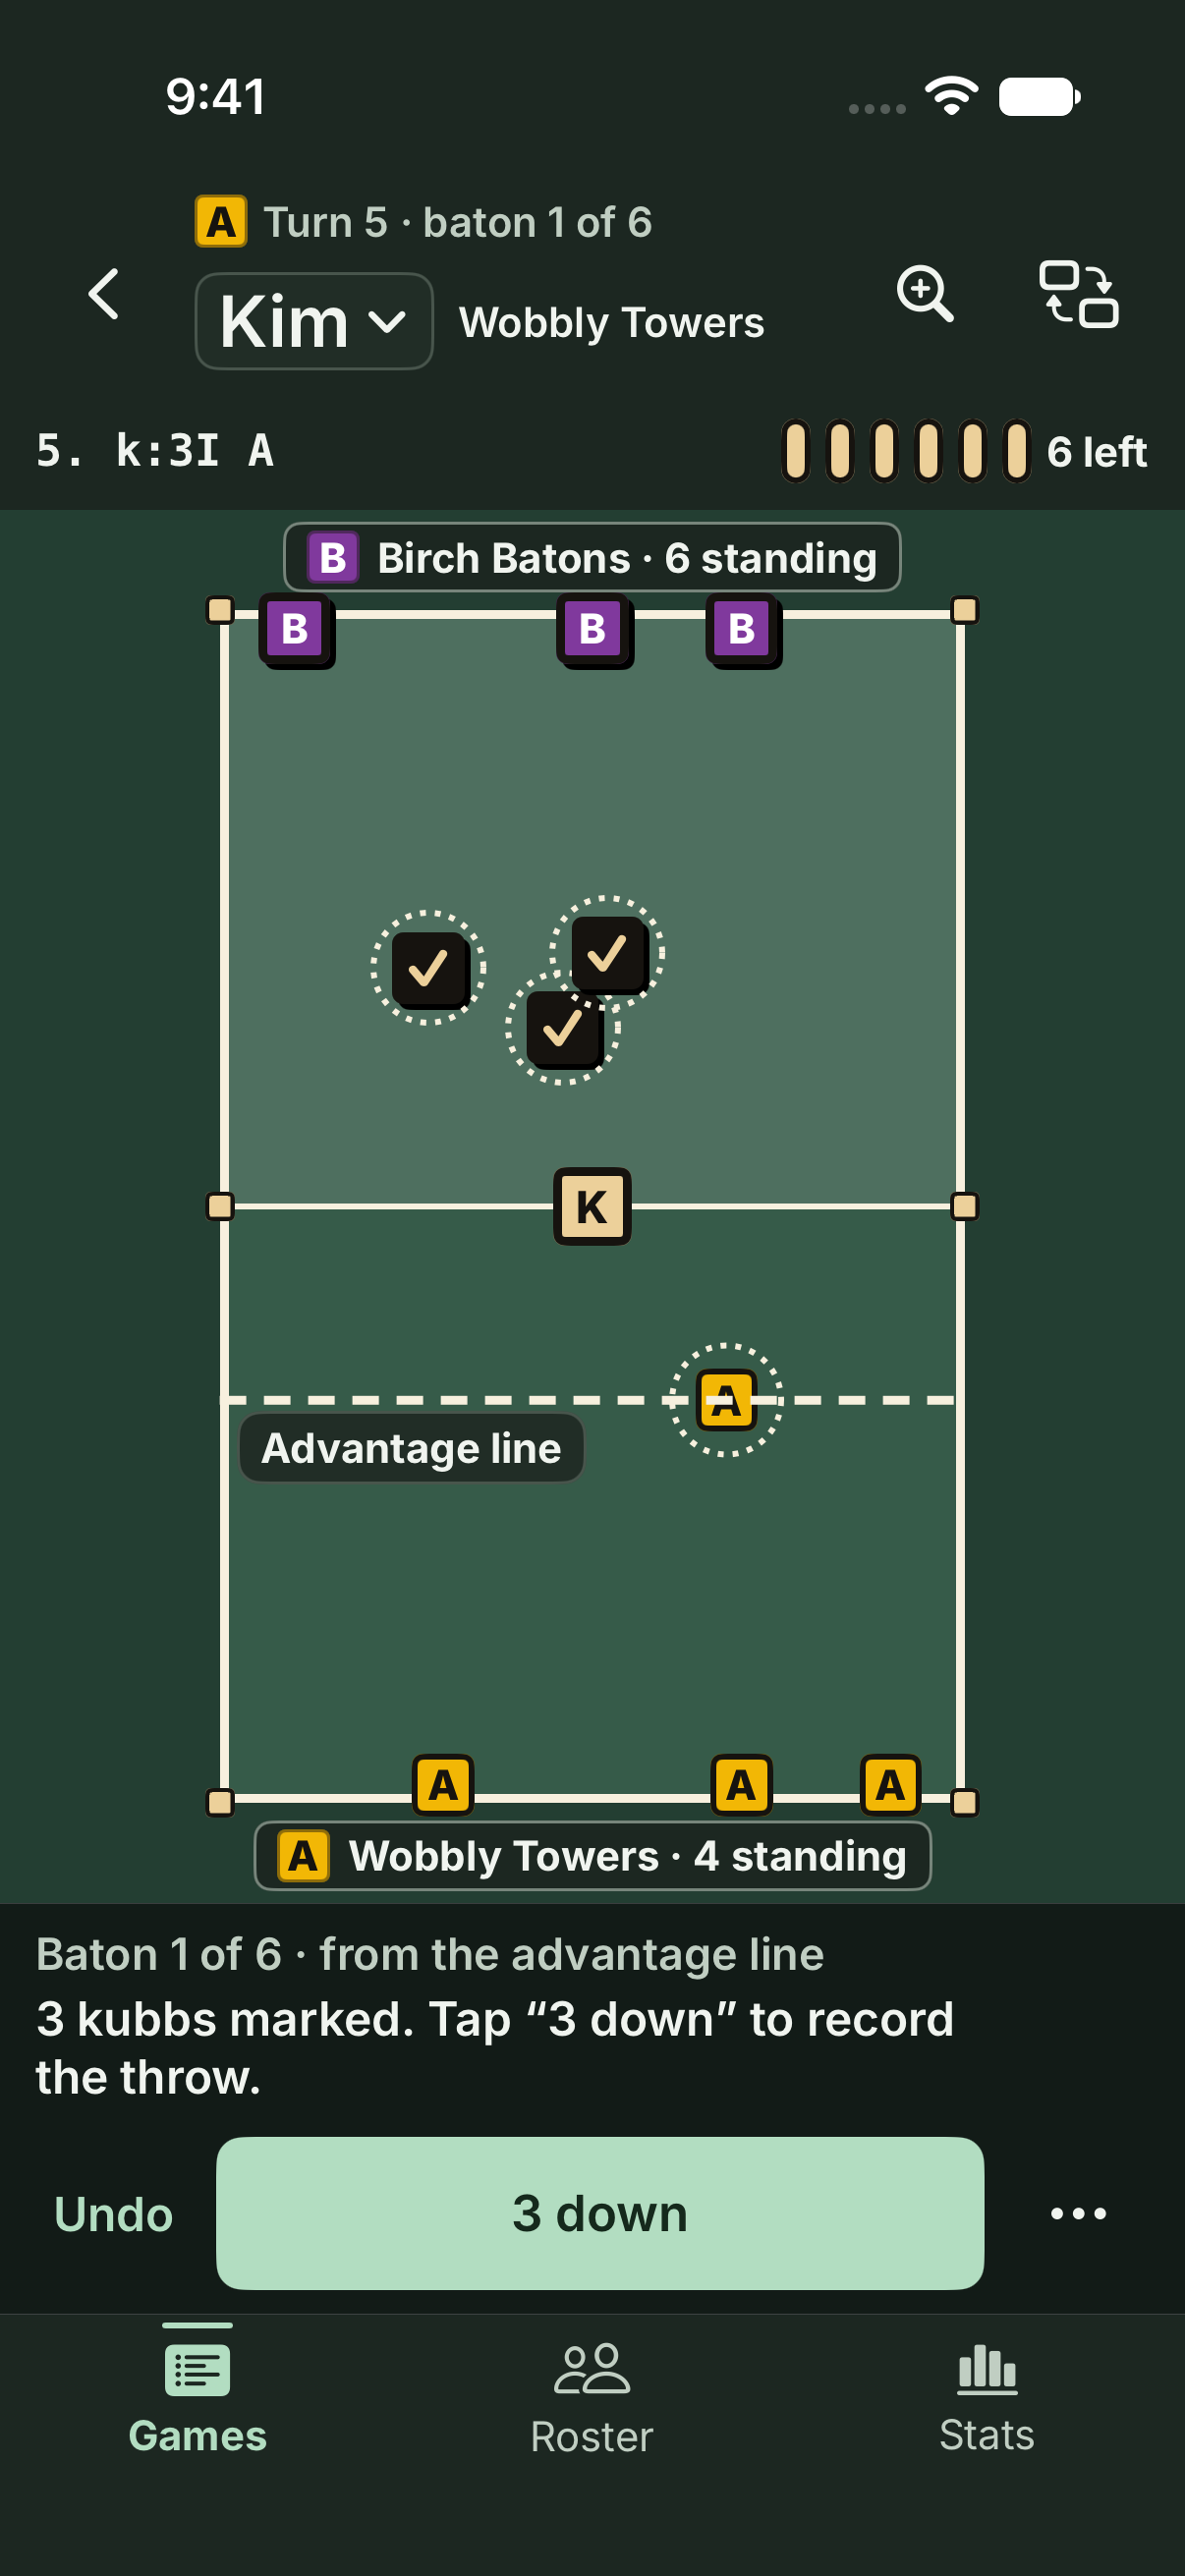 9:41
A Turn 5 · baton 1 of 6
Kim Wobbly Towers
5. k:3I A
6 left
B Birch Batons · 6 standing
B B B
K
A
Advantage line
A A A
A Wobbly Towers · 4 standing
Baton 1 of 6 · from the advantage line
3 kubbs marked. Tap “3 down” to record
the throw.
Undo
3 down
Games
Roster
Stats